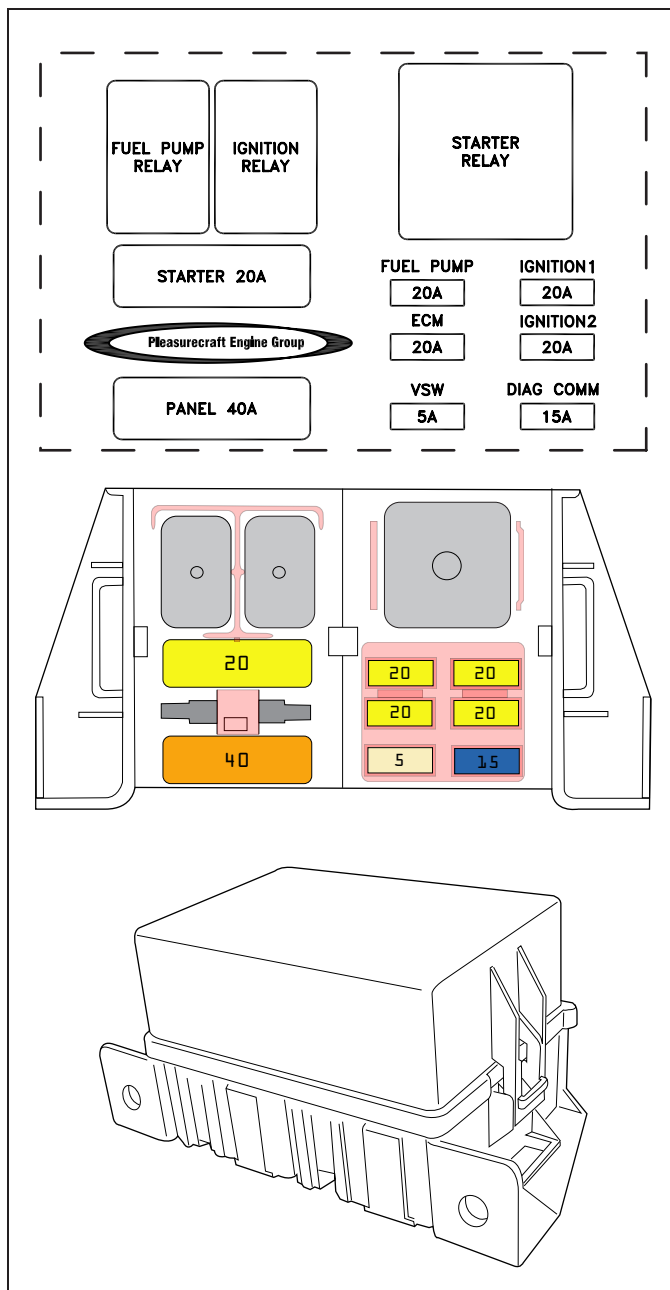 FUEL PUMP
RELAY
IGNITION
RELAY
STARTER
RELAY
STARTER 20A
FUEL PUMP
20A
IGNITION1
20A
Pleasurecraft Engine Group
ECM
20A
IGNITION2
20A
PANEL 40A
VSW
5A
DIAG COMM
15A
20
20
20
20
20
40
5
15